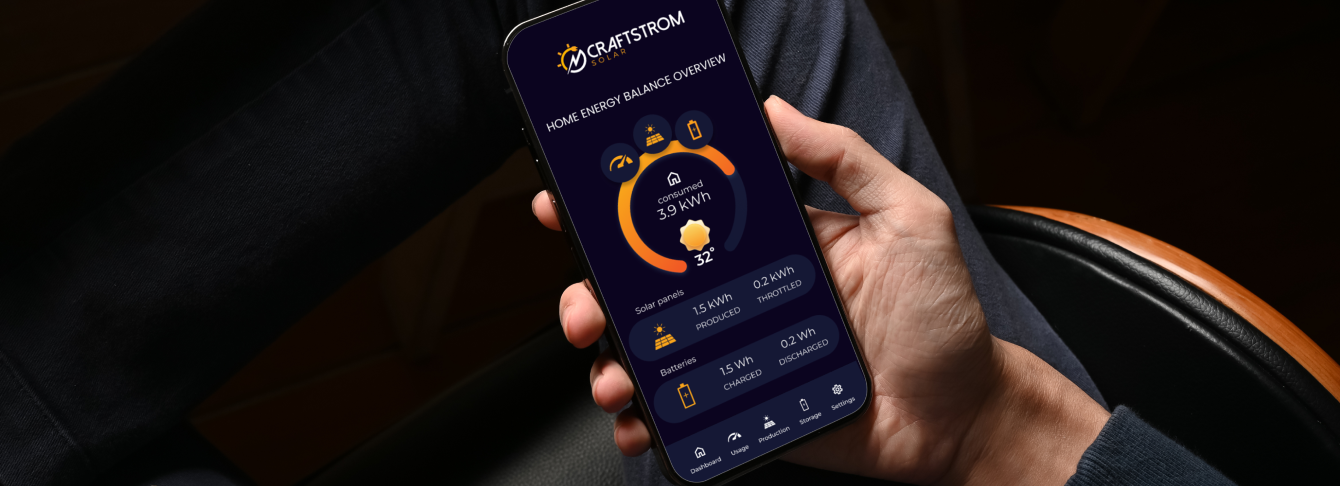 CRAFTSTROM
SOLAR
HOME ENERGY BALANCE OVERVIEW
consumed
3.9 kWh
32°
Solar panels
1.5 kWh
PRODUCED
0.2 kWh
THROTTLED
Batteries
1.5 Wh
CHARGED
0.2 Wh
DISCHARGED
Dashboard
Usage
Production
Storage
Settings